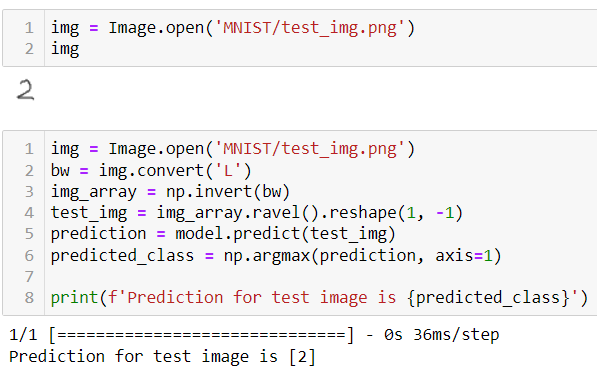 1 img = Image.open('MNIST/test_img.png')
2 img
2
1 img = Image.open('MNIST/test_img.png')
2 bw = img.convert('L')
3 img_array = np.invert(bw)
4 test_img = img_array.ravel().reshape(1, -1)
5 prediction = model.predict(test_img)
6 predicted_class = np.argmax(prediction, axis=1)
7
8 print(f'Prediction for test image is {predicted_class}')
1/1 [==============================] - 0s 36ms/step
Prediction for test image is [2]